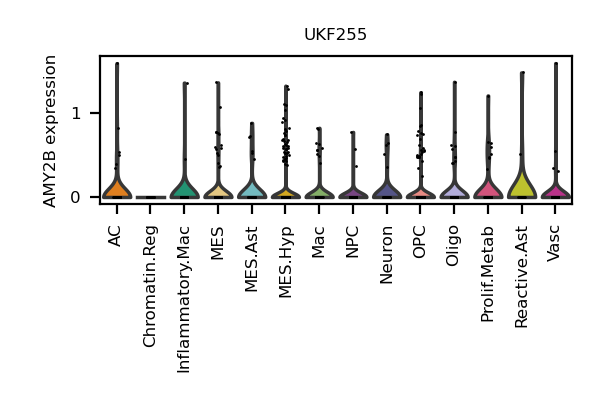 UKF255
AMY2B expression
1
0
AC
Chromatin.Reg
Inflammatory.Mac
MES
MES.Ast
MES.Hyp
Mac
NPC
Neuron
OPC
Oligo
Prolif.Metab
Reactive.Ast
Vasc